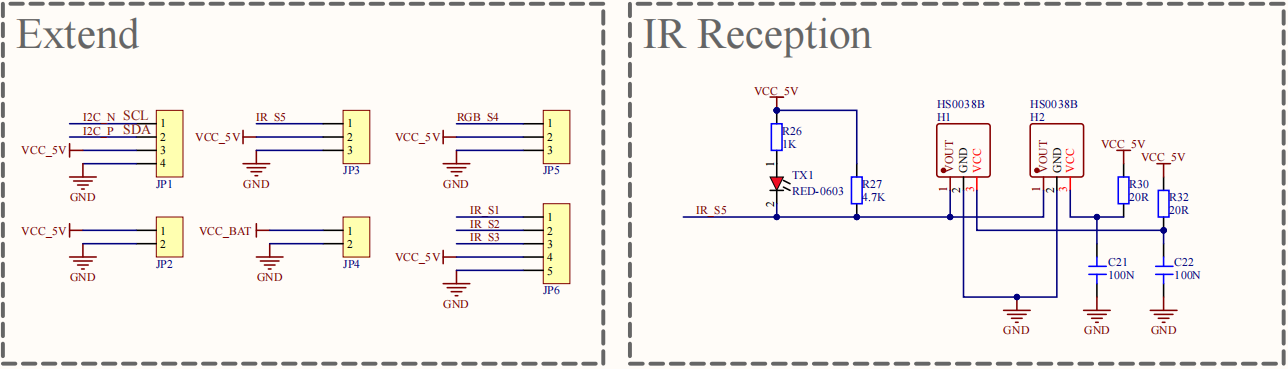 Extend
I2C_N SCL
I2C_P SDA
VCC_5V
GND
1
2
3
4
JP1
IR_S5
VCC_5V
GND
1
2
3
JP3
RGB_S4
VCC_5V
GND
1
2
3
JP5
VCC_5V
GND
1
2
JP2
VCC_BAT
GND
1
2
JP4
IR_S1
IR_S2
IR_S3
VCC_5V
GND
1
2
3
4
5
JP6
IR Reception
VCC_5V
R26
1K
1
TX1
RED-0603
2
R27
4.7K
IR_S5
HS0038B
H1
VOUT
GND
VCC
1
2
3
HS0038B
H2
VOUT
GND
VCC
1
2
3
VCC_5V
R30
20R
VCC_5V
R32
20R
C21
100N
C22
100N
GND
GND
GND